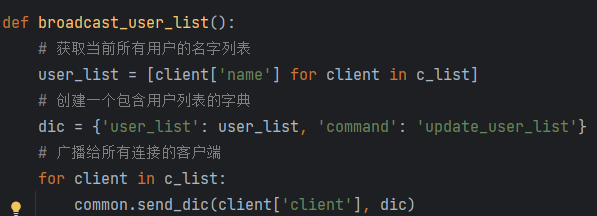 def broadcast_user_list():
    # 获取当前所有用户的名字列表
    user_list = [client['name'] for client in c_list]
    # 创建一个包含用户列表的字典
    dic = {'user_list': user_list, 'command': 'update_user_list'}
    # 广播给所有连接的客户端
    for client in c_list:
        common.send_dic(client['client'], dic)